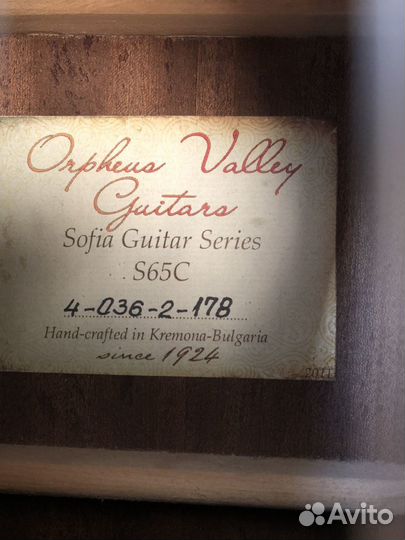 Orpheus Valley
Guitars
Sofia Guitar Series
S65C
4-036-2-178
Hand-crafted in Kremona-Bulgaria
since 1924
2011
Avito